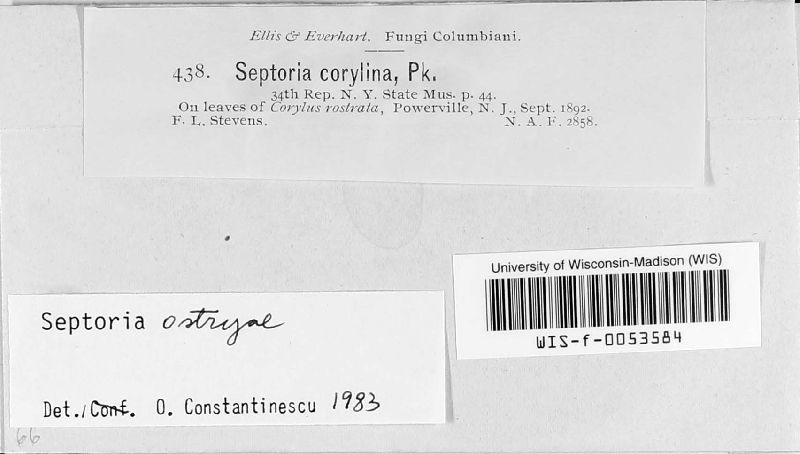 Ellis & Everhart. Fungi Columbiani.
438. Septoria corylina, Pk.
34th Rep. N. Y. State Mus. p. 44.
On leaves of Corylus rostrata, Powerville, N. J., Sept. 1892.
F. L. Stevens. N. A. F. 2858.
University of Wisconsin-Madison (WIS)
WIS-f-0053584
Septoria ostryae
Det./Conf. O. Constantinescu 1983
66